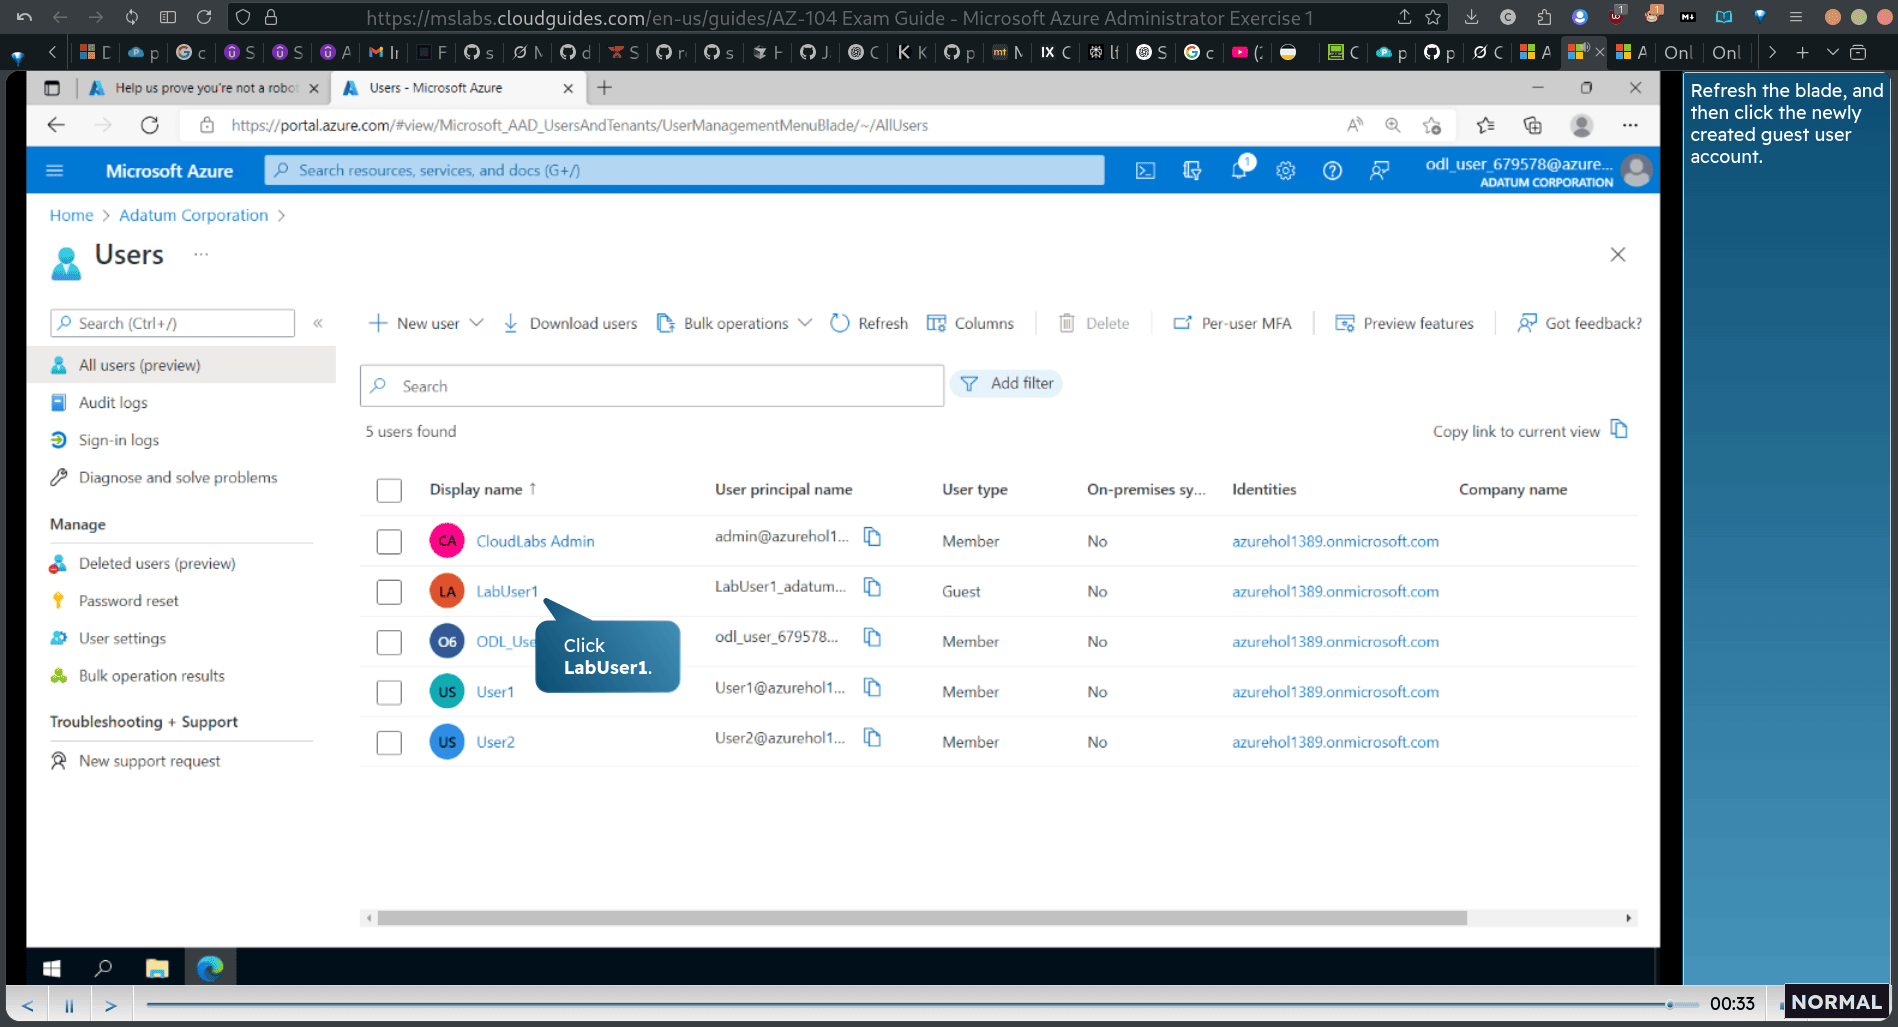 https://mslabs.cloudguides.com/en-us/guides/AZ-104 Exam Guide - Microsoft Azure Administrator Exercise 1
Onl
Onl
Help us prove you're not a robot
Users - Microsoft Azure
https://portal.azure.com/#view/Microsoft_AAD_UsersAndTenants/UserManagementMenuBlade/~/AllUsers
Microsoft Azure
Search resources, services, and docs (G+/)
1
odl_user_679578@azure...
ADATUM CORPORATION
Home > Adatum Corporation >
Users ...
Search (Ctrl+/)
«
New user
Download users
Bulk operations
Refresh
Columns
Delete
Per-user MFA
Preview features
Got feedback?
All users (preview)
Audit logs
Sign-in logs
Diagnose and solve problems
Manage
Deleted users (preview)
Password reset
User settings
Bulk operation results
Troubleshooting + Support
New support request
Search
Add filter
5 users found
Copy link to current view
Display name ↑ User principal name User type On-premises sy... Identities Company name
CA CloudLabs Admin admin@azurehol1... Member No azurehol1389.onmicrosoft.com
LA LabUser1 LabUser1_adatum... Guest No azurehol1389.onmicrosoft.com
O6 ODL_Use odl_user_679578... Member No azurehol1389.onmicrosoft.com
US User1 User1@azurehol1... Member No azurehol1389.onmicrosoft.com
US User2 User2@azurehol1... Member No azurehol1389.onmicrosoft.com
Click
LabUser1.
Refresh the blade, and
then click the newly
created guest user
account.
00:33
NORMAL